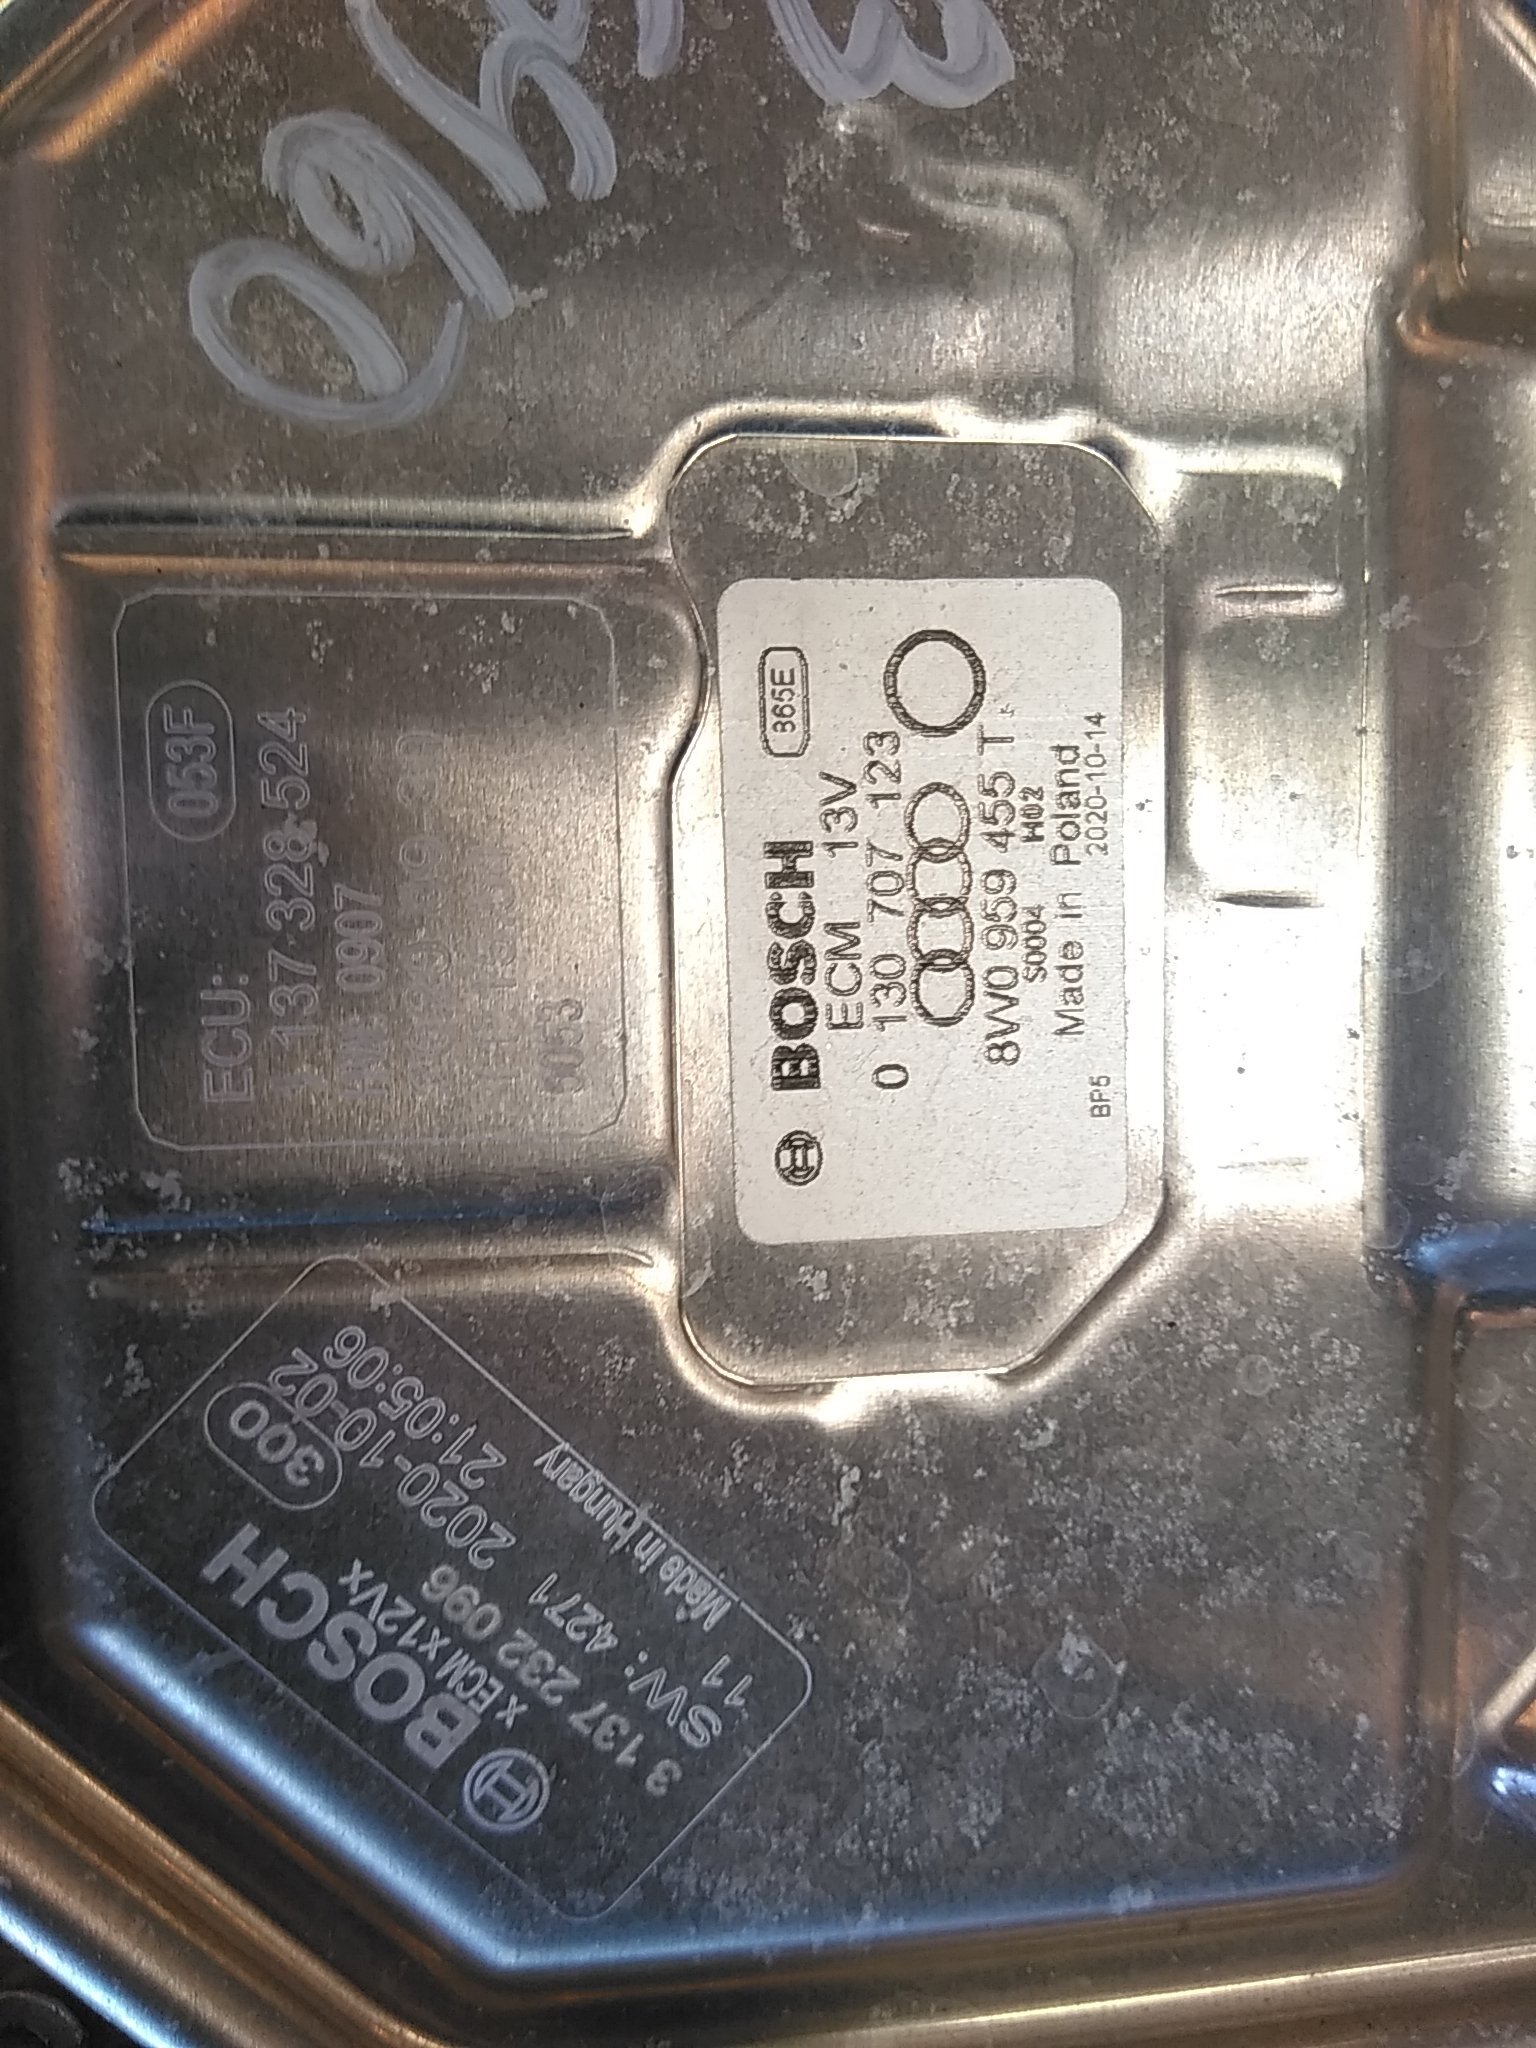 BOSCH
365E
ECM 13V
0 130 707 123
8W0 959 455 T
S0004 H02
Made in Poland
BP5 2020-10-14
053F
ECU:
137 328 524
0907
BOSCH
300
X ECM x12Vx
3 137 232 096 2020-10-02
SW: 4271 21:05:06
11 Made in Hungary